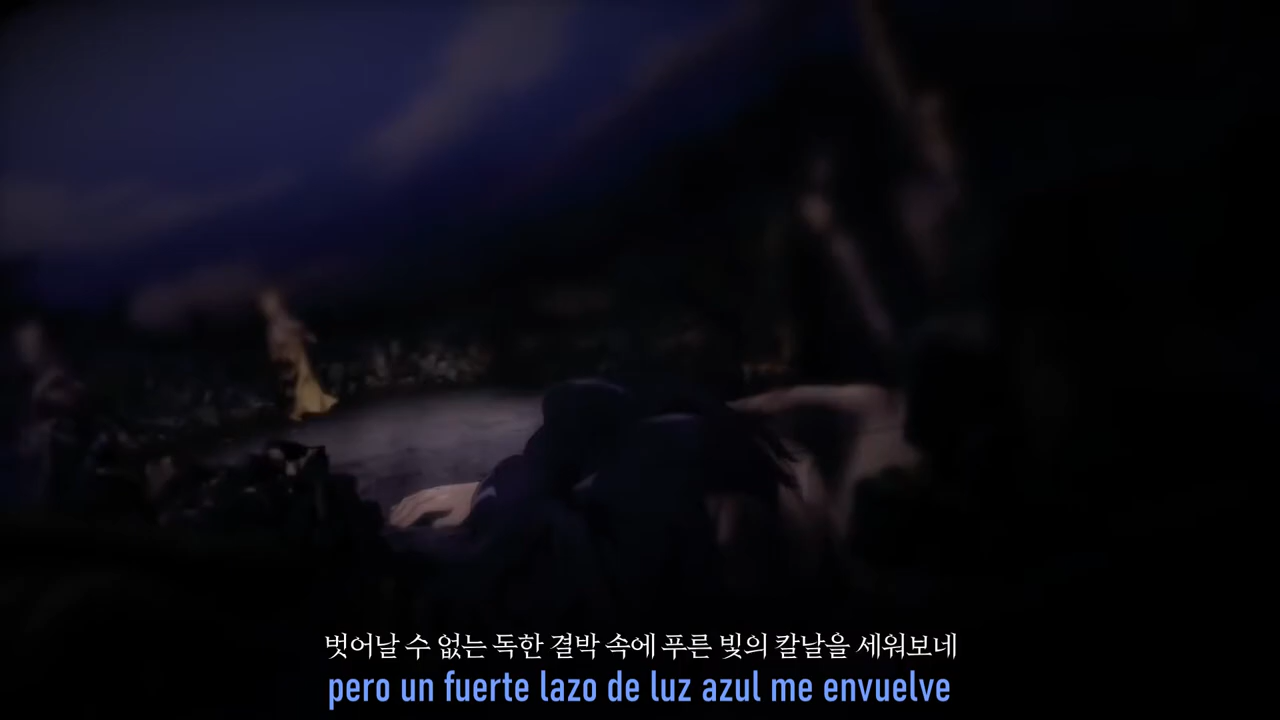 벗어날 수 없는 독한 결박 속에 푸른 빛의 칼날을 세워보네
pero un fuerte lazo de luz azul me envuelve